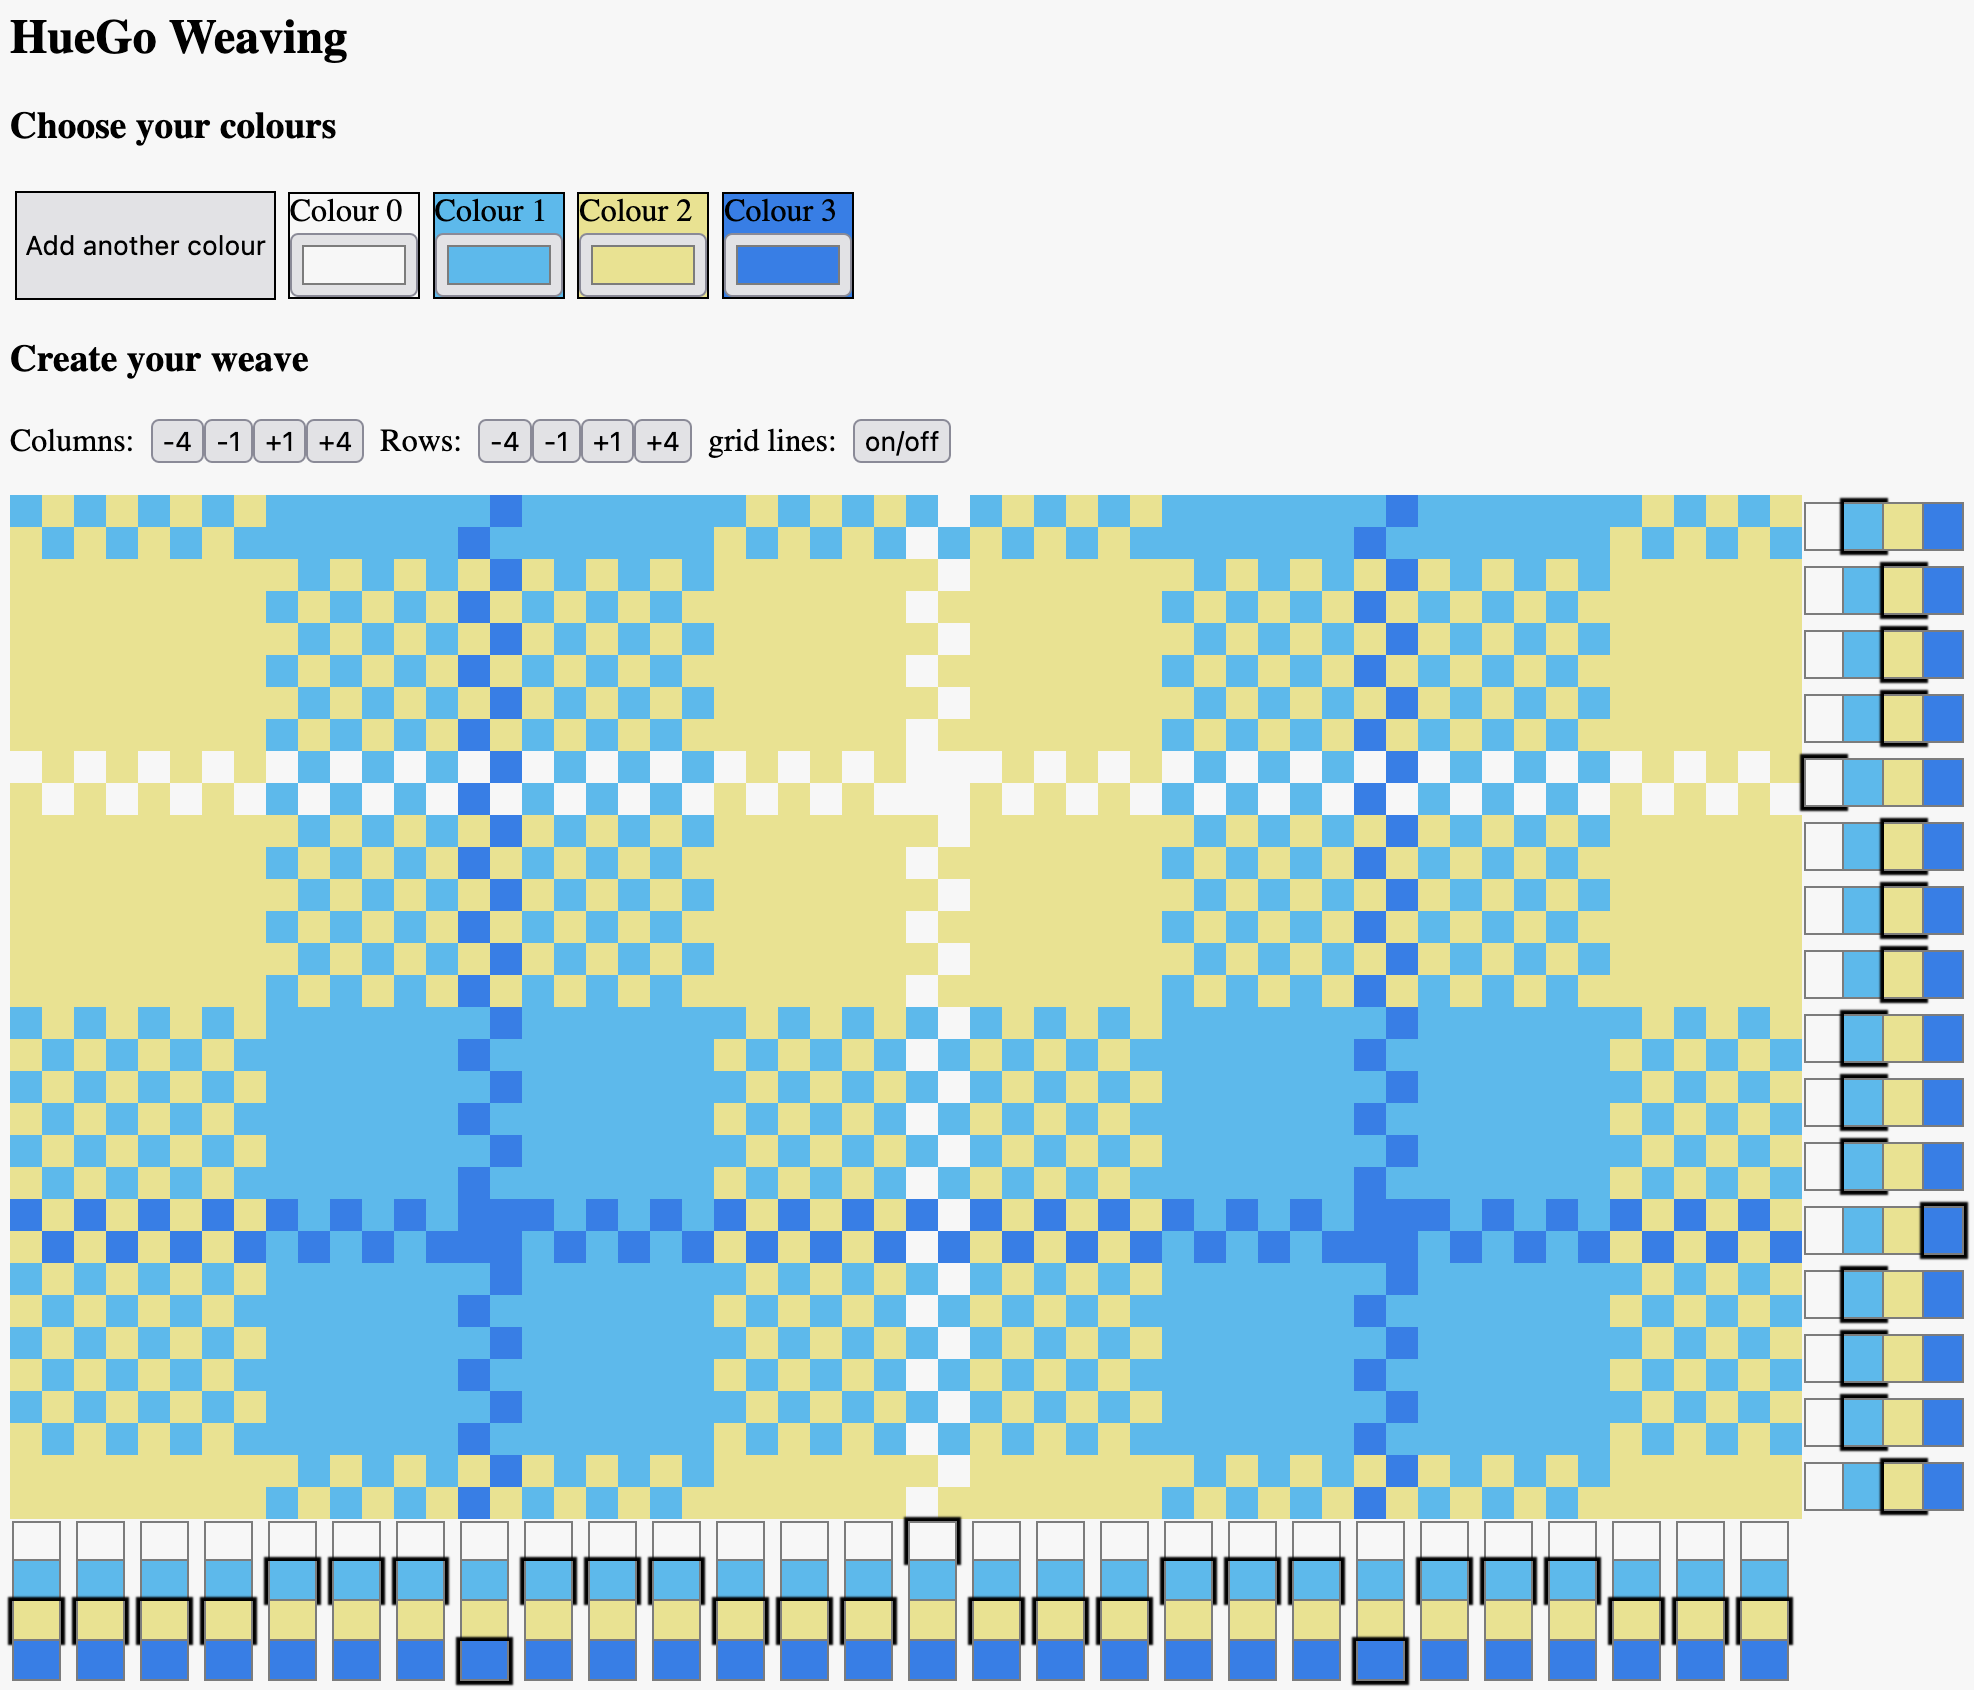 HueGo Weaving
Choose your colours
Add another colour
Colour 0
Colour 1
Colour 2
Colour 3
Create your weave
Columns: -4 -1 +1 +4 Rows: -4 -1 +1 +4 grid lines: on/off